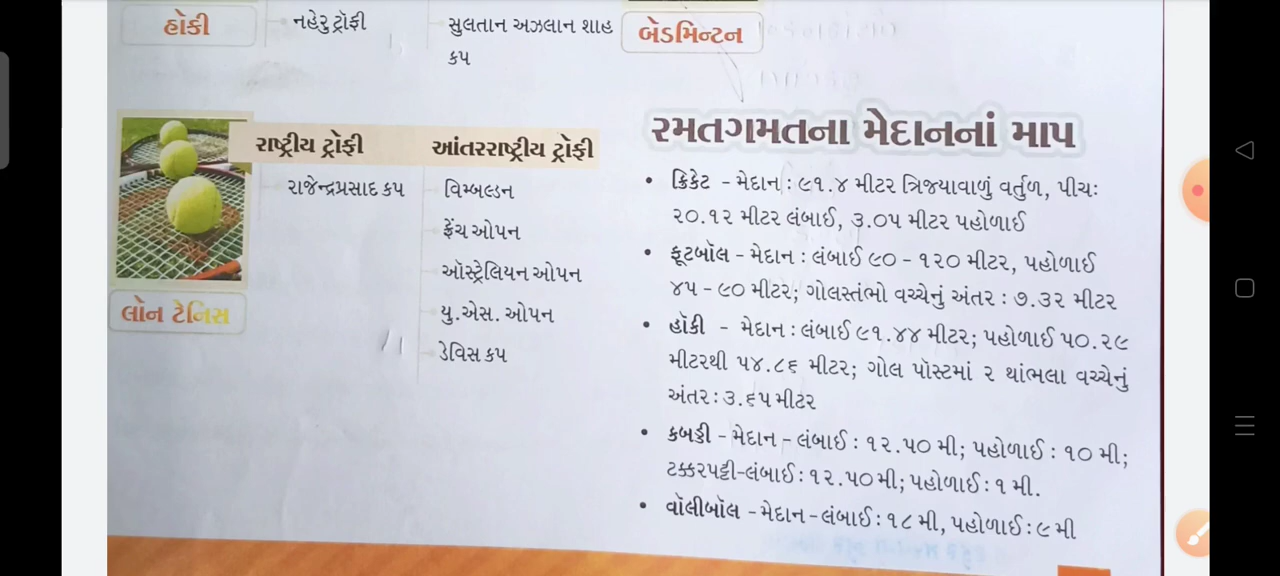 હૉકી
નહેરુ ટ્રૉફી
સુલતાન અઝલાન શાહ
કપ
બેડમિન્ટન
રાષ્ટ્રીય ટ્રૉફી
આંતરરાષ્ટ્રીય ટ્રૉફી
રાજેન્દ્રપ્રસાદ કપ
વિમ્બલ્ડન
ફ્રેંચ ઓપન
ઑસ્ટ્રેલિયન ઓપન
યુ.એસ. ઓપન
ડેવિસ કપ
લૉન ટેનિસ
રમતગમતના મેદાનનાં માપ
• ક્રિકેટ - મેદાન : ૯૧.૪ મીટર ત્રિજ્યાવાળું વર્તુળ, પીચઃ
૨૦.૧૨ મીટર લંબાઈ, ૩.૦૫ મીટર પહોળાઈ
• ફૂટબૉલ - મેદાન : લંબાઈ ૯૦ - ૧૨૦ મીટર, પહોળાઈ
૪૫ - ૯૦ મીટર; ગોલસ્તંભો વચ્ચેનું અંતર : ૭.૩૨ મીટર
• હૉકી - મેદાન : લંબાઈ ૯૧.૪૪ મીટર; પહોળાઈ ૫૦.૨૯
મીટરથી ૫૪.૮૬ મીટર; ગોલ પૉસ્ટમાં ૨ થાંભલા વચ્ચેનું
અંતર : ૩.૬૫ મીટર
• કબડ્ડી - મેદાન - લંબાઈ : ૧૨.૫૦ મી; પહોળાઈ : ૧૦ મી;
ટક્કરપટ્ટી-લંબાઈ : ૧૨.૫૦ મી; પહોળાઈ : ૧ મી.
• વૉલીબૉલ - મેદાન - લંબાઈ : ૧૮ મી, પહોળાઈ : ૯ મી